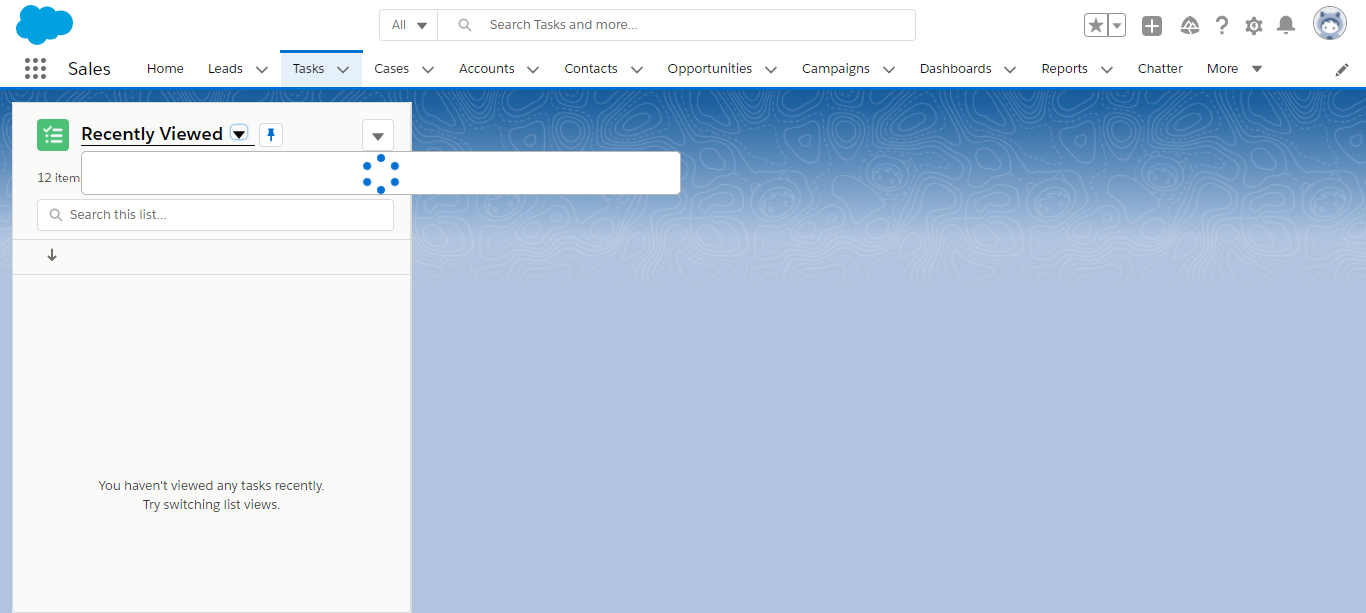 All
Search Tasks and more...
Sales
Home
Leads
Tasks
Cases
Accounts
Contacts
Opportunities
Campaigns
Dashboards
Reports
Chatter
More
Recently Viewed
12 item
Search this list...
You haven't viewed any tasks recently.
Try switching list views.